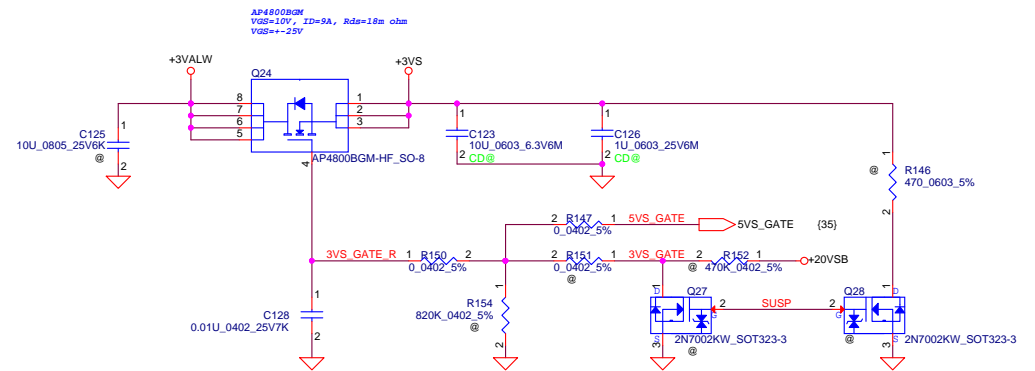 AP4800BGM
VGS=10V, ID=9A, Rds=18m ohm
VGS=+-25V
+3VALW
+3VS
Q24
8
7
6
5
1
2
3
4
AP4800BGM-HF_SO-8
1
C125
10U_0805_25V6K
@
2
1
C123
10U_0603_6.3V6M
2
CD@
1
C126
1U_0603_25V6M
2
CD@
1
@
R146
470_0603_5%
2
2
R147
1
5VS_GATE
0_0402_5%
5VS_GATE
{35}
3VS_GATE_R
1
R150
2
0_0402_5%
2
R151
1
0_0402_5%
@
3VS_GATE
2
R152
1
@
470K_0402_5%
+20VSB
1
C128
0.01U_0402_25V7K
2
1
R154
820K_0402_5%
@
2
1
D
Q27
G
2
S
3
2N7002KW_SOT323-3
@
SUSP
Q28
1
D
2
G
S
3
@
2N7002KW_SOT323-3